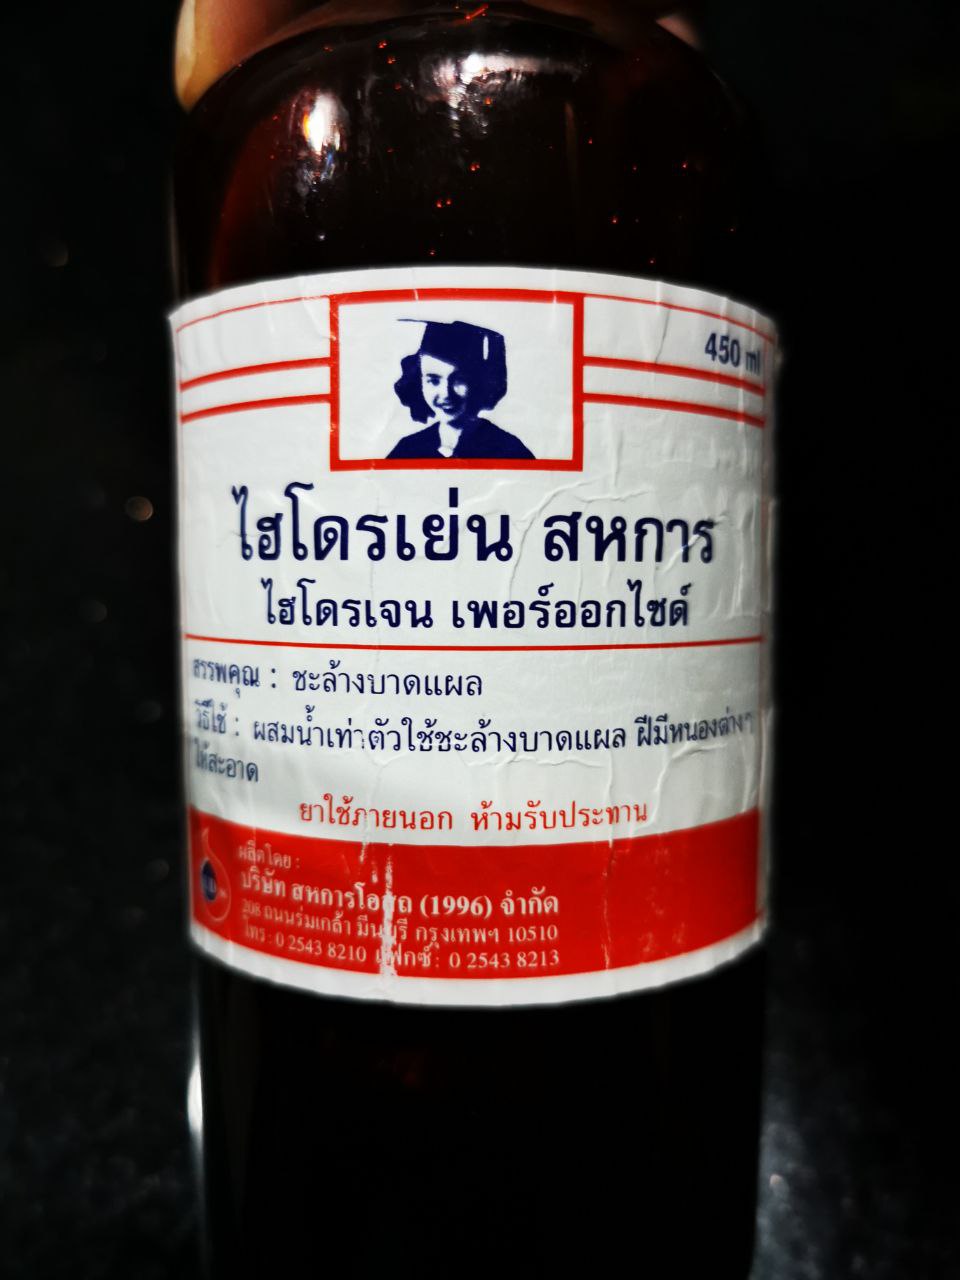 450 ml
ไฮโดรเย่น สหการ
ไฮโดรเจน เพอร์ออกไซด์
สรรพคุณ : ชะล้างบาดแผล
วิธีใช้ : ผสมน้ำเท่าตัวใช้ชะล้างบาดแผล ฝีมีหนองต่างๆ
ให้สะอาด
ยาใช้ภายนอก ห้ามรับประทาน
ผลิตโดย :
บริษัท สหการโอสถ (1996) จำกัด
208 ถนนร่มเกล้า มีนบุรี กรุงเทพฯ 10510
โทร : 0 2543 8210 แฟกซ์ : 0 2543 8213